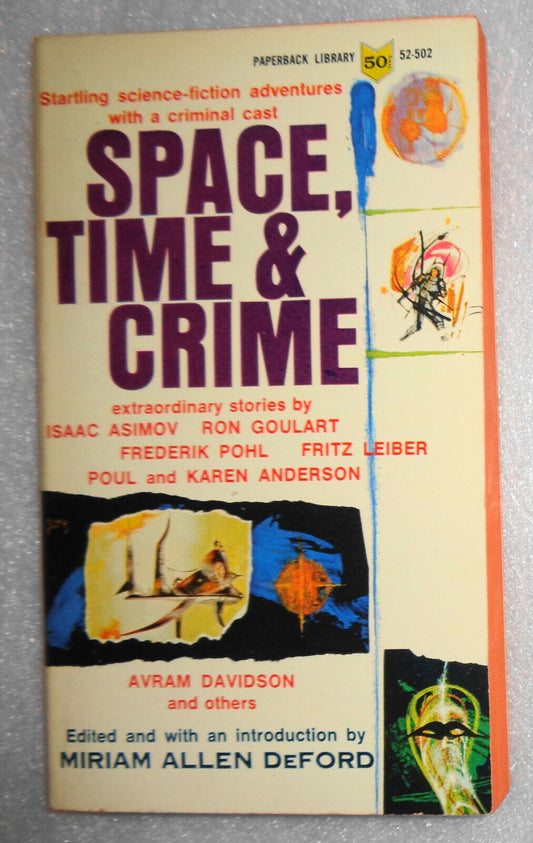 PAPERBACK LIBRARY 50¢ 52-502
Startling science-fiction adventures
with a criminal cast
SPACE,
TIME &
CRIME
extraordinary stories by
ISAAC ASIMOV RON GOULART
FREDERIK POHL FRITZ LEIBER
POUL and KAREN ANDERSON
AVRAM DAVIDSON
and others
Edited and with an introduction by
MIRIAM ALLEN DeFORD